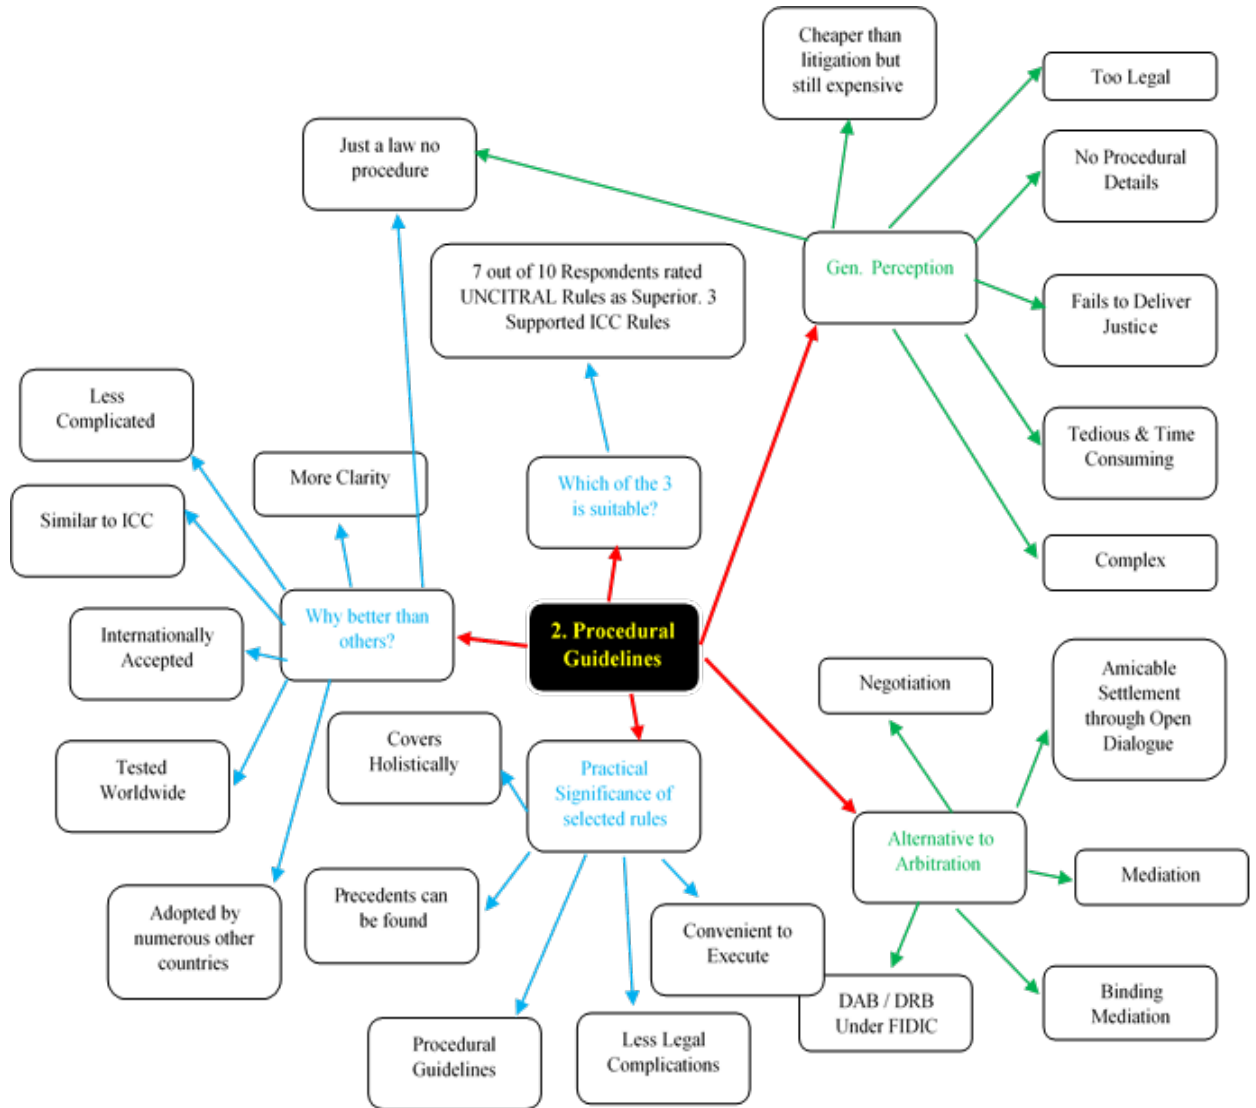 Cheaper than
litigation but
still expensive
Too Legal
Just a law no
procedure
No Procedural
Details
7 out of 10 Respondents rated
UNCITRAL Rules as Superior. 3
Supported ICC Rules
Gen.  Perception
Fails to Deliver
Justice
Less
Complicated
More Clarity
Which of the 3
is suitable?
Tedious & Time
Consuming
Similar to ICC
Complex
Why better than
others?
2. Procedural
Guidelines
Internationally
Accepted
Negotiation
Amicable
Settlement
through Open
Dialogue
Tested
Worldwide
Covers
Holistically
Practical
Significance of
selected rules
Alternative to
Arbitration
Mediation
Adopted by
numerous other
countries
Precedents can
be found
Convenient to
Execute
DAB / DRB
Under FIDIC
Binding
Mediation
Procedural
Guidelines
Less Legal
Complications